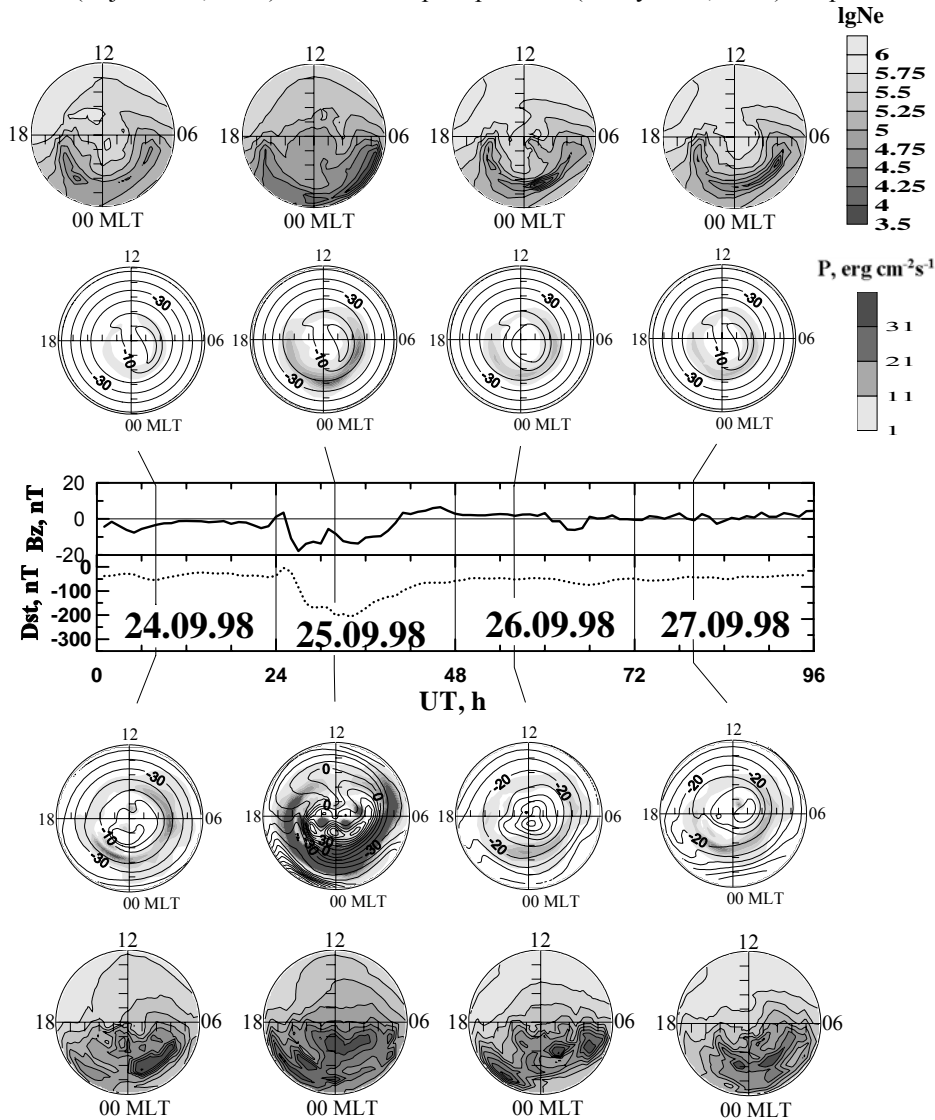 lgNe
12 12 12 12
6
5.75
5.5
5.25
5
4.75
4.5
4.25
4
3.5
18 06 18 06 18 06 18 06
00 MLT 00 MLT 00 MLT 00 MLT
P, erg cm⁻²s⁻¹
12 12 12 12
-30 -30 -30 -30
31
21
11
1
18 06 18 06 18 06 18 06
-10 -10 -10 -10
-30 -30 -30 -30
00 MLT 00 MLT 00 MLT 00 MLT
Bz, nT
20
0
-20
Dst, nT
0
-100
-200
-300
24.09.98 25.09.98 26.09.98 27.09.98
0 24 48 72 96
UT, h
12 12 12 12
-30 0 -20 -20 -20 -20
18 0 0 06 18 06 18 06 18 06
-10 -30 -30 -20 -20
-30
00 MLT 00 MLT 00 MLT 00 MLT
12 12 12 12
18 06 18 06 18 06 18 06
00 MLT 00 MLT 00 MLT 00 MLT